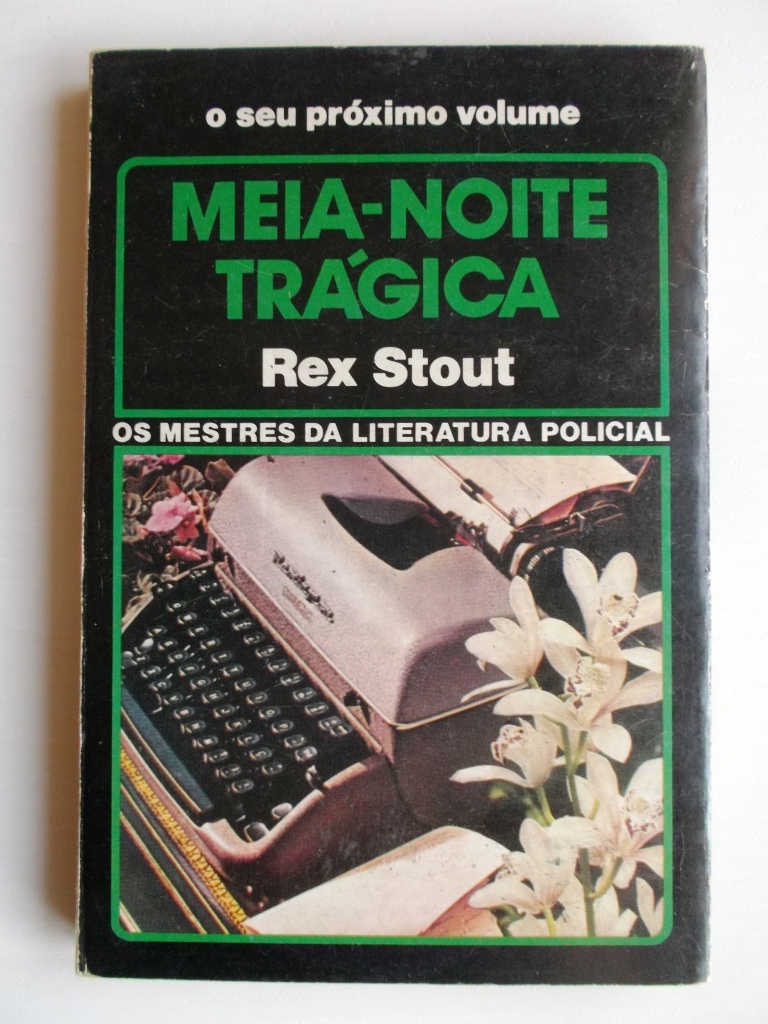 o seu próximo volume
MEIA-NOITE
TRÁGICA
Rex Stout
OS MESTRES DA LITERATURA POLICIAL